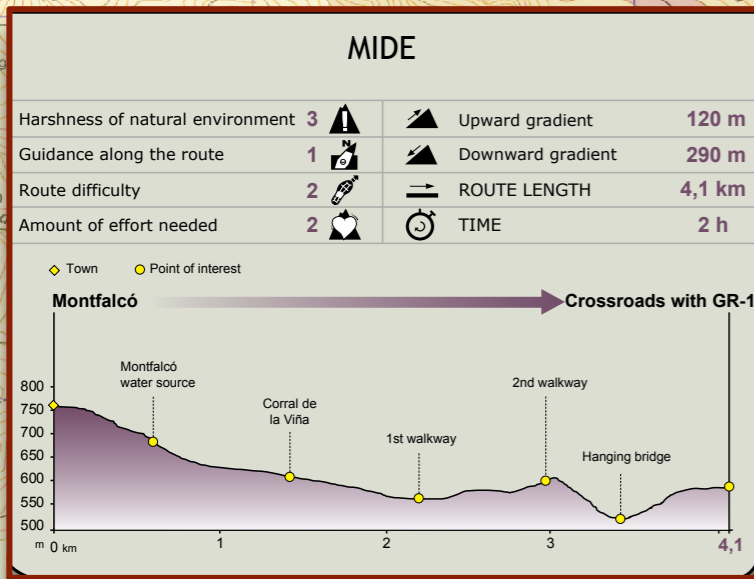 MIDE
Harshness of natural environment 3
Upward gradient 120 m
Guidance along the route 1
N
Downward gradient 290 m
Route difficulty 2
ROUTE LENGTH 4,1 km
Amount of effort needed 2
TIME 2 h
Town
Point of interest
Montfalcó
Crossroads with GR-1
Montfalcó
water source
Corral de
la Viña
1st walkway
2nd walkway
Hanging bridge
800
750
700
650
600
550
500
m 0 km 1 2 3 4,1